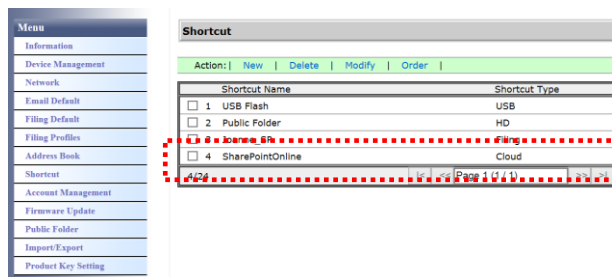 Menu
Information
Device Management
Network
Email Default
Filing Default
Filing Profiles
Address Book
Shortcut
Account Management
Firmware Update
Public Folder
Import/Export
Product Key Setting
Shortcut
Action: | New | Delete | Modify | Order |
Shortcut Name Shortcut Type
1 USB Flash USB
2 Public Folder HD
3 Joanna_SP Filing
4 SharePointOnline Cloud
4/24 |< << Page 1 (1 / 1) >> >|